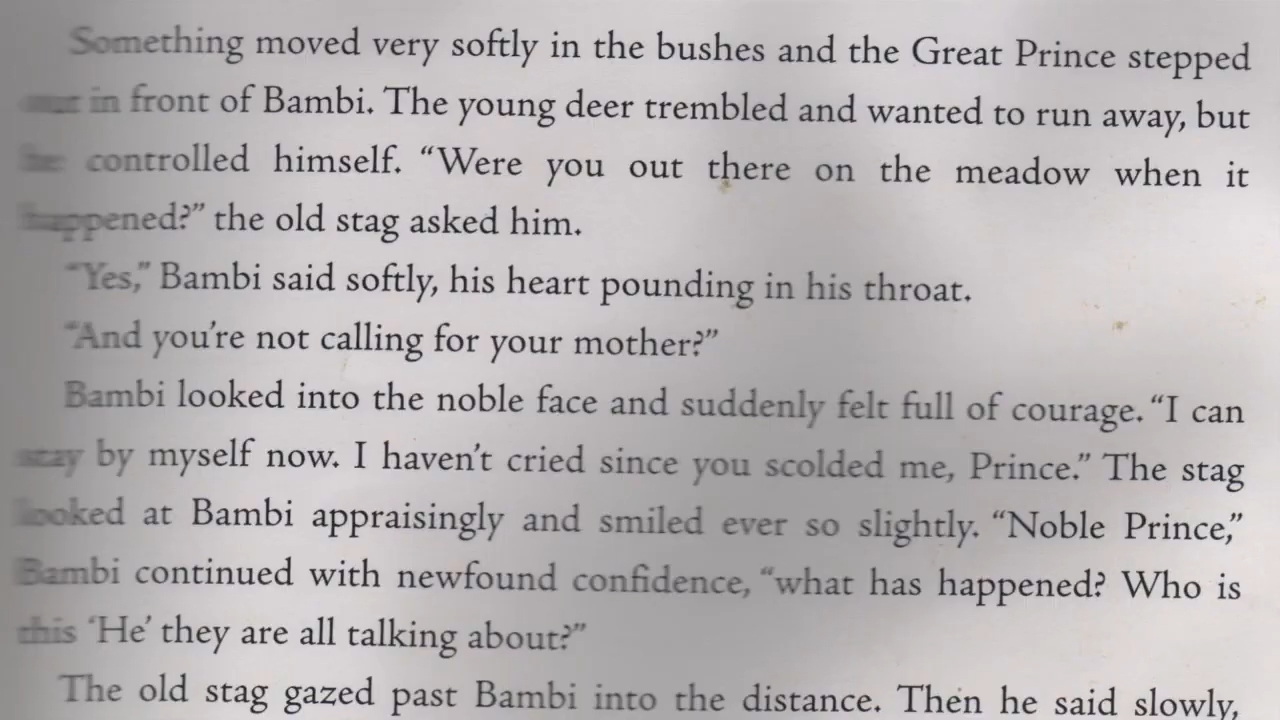 Something moved very softly in the bushes and the Great Prince stepped
out in front of Bambi. The young deer trembled and wanted to run away, but
he controlled himself. “Were you out there on the meadow when it
happened?” the old stag asked him.
“Yes,” Bambi said softly, his heart pounding in his throat.
“And you’re not calling for your mother?”
Bambi looked into the noble face and suddenly felt full of courage. “I can
stay by myself now. I haven’t cried since you scolded me, Prince.” The stag
looked at Bambi appraisingly and smiled ever so slightly. “Noble Prince,”
Bambi continued with newfound confidence, “what has happened? Who is
this ‘He’ they are all talking about?”
The old stag gazed past Bambi into the distance. Then he said slowly,